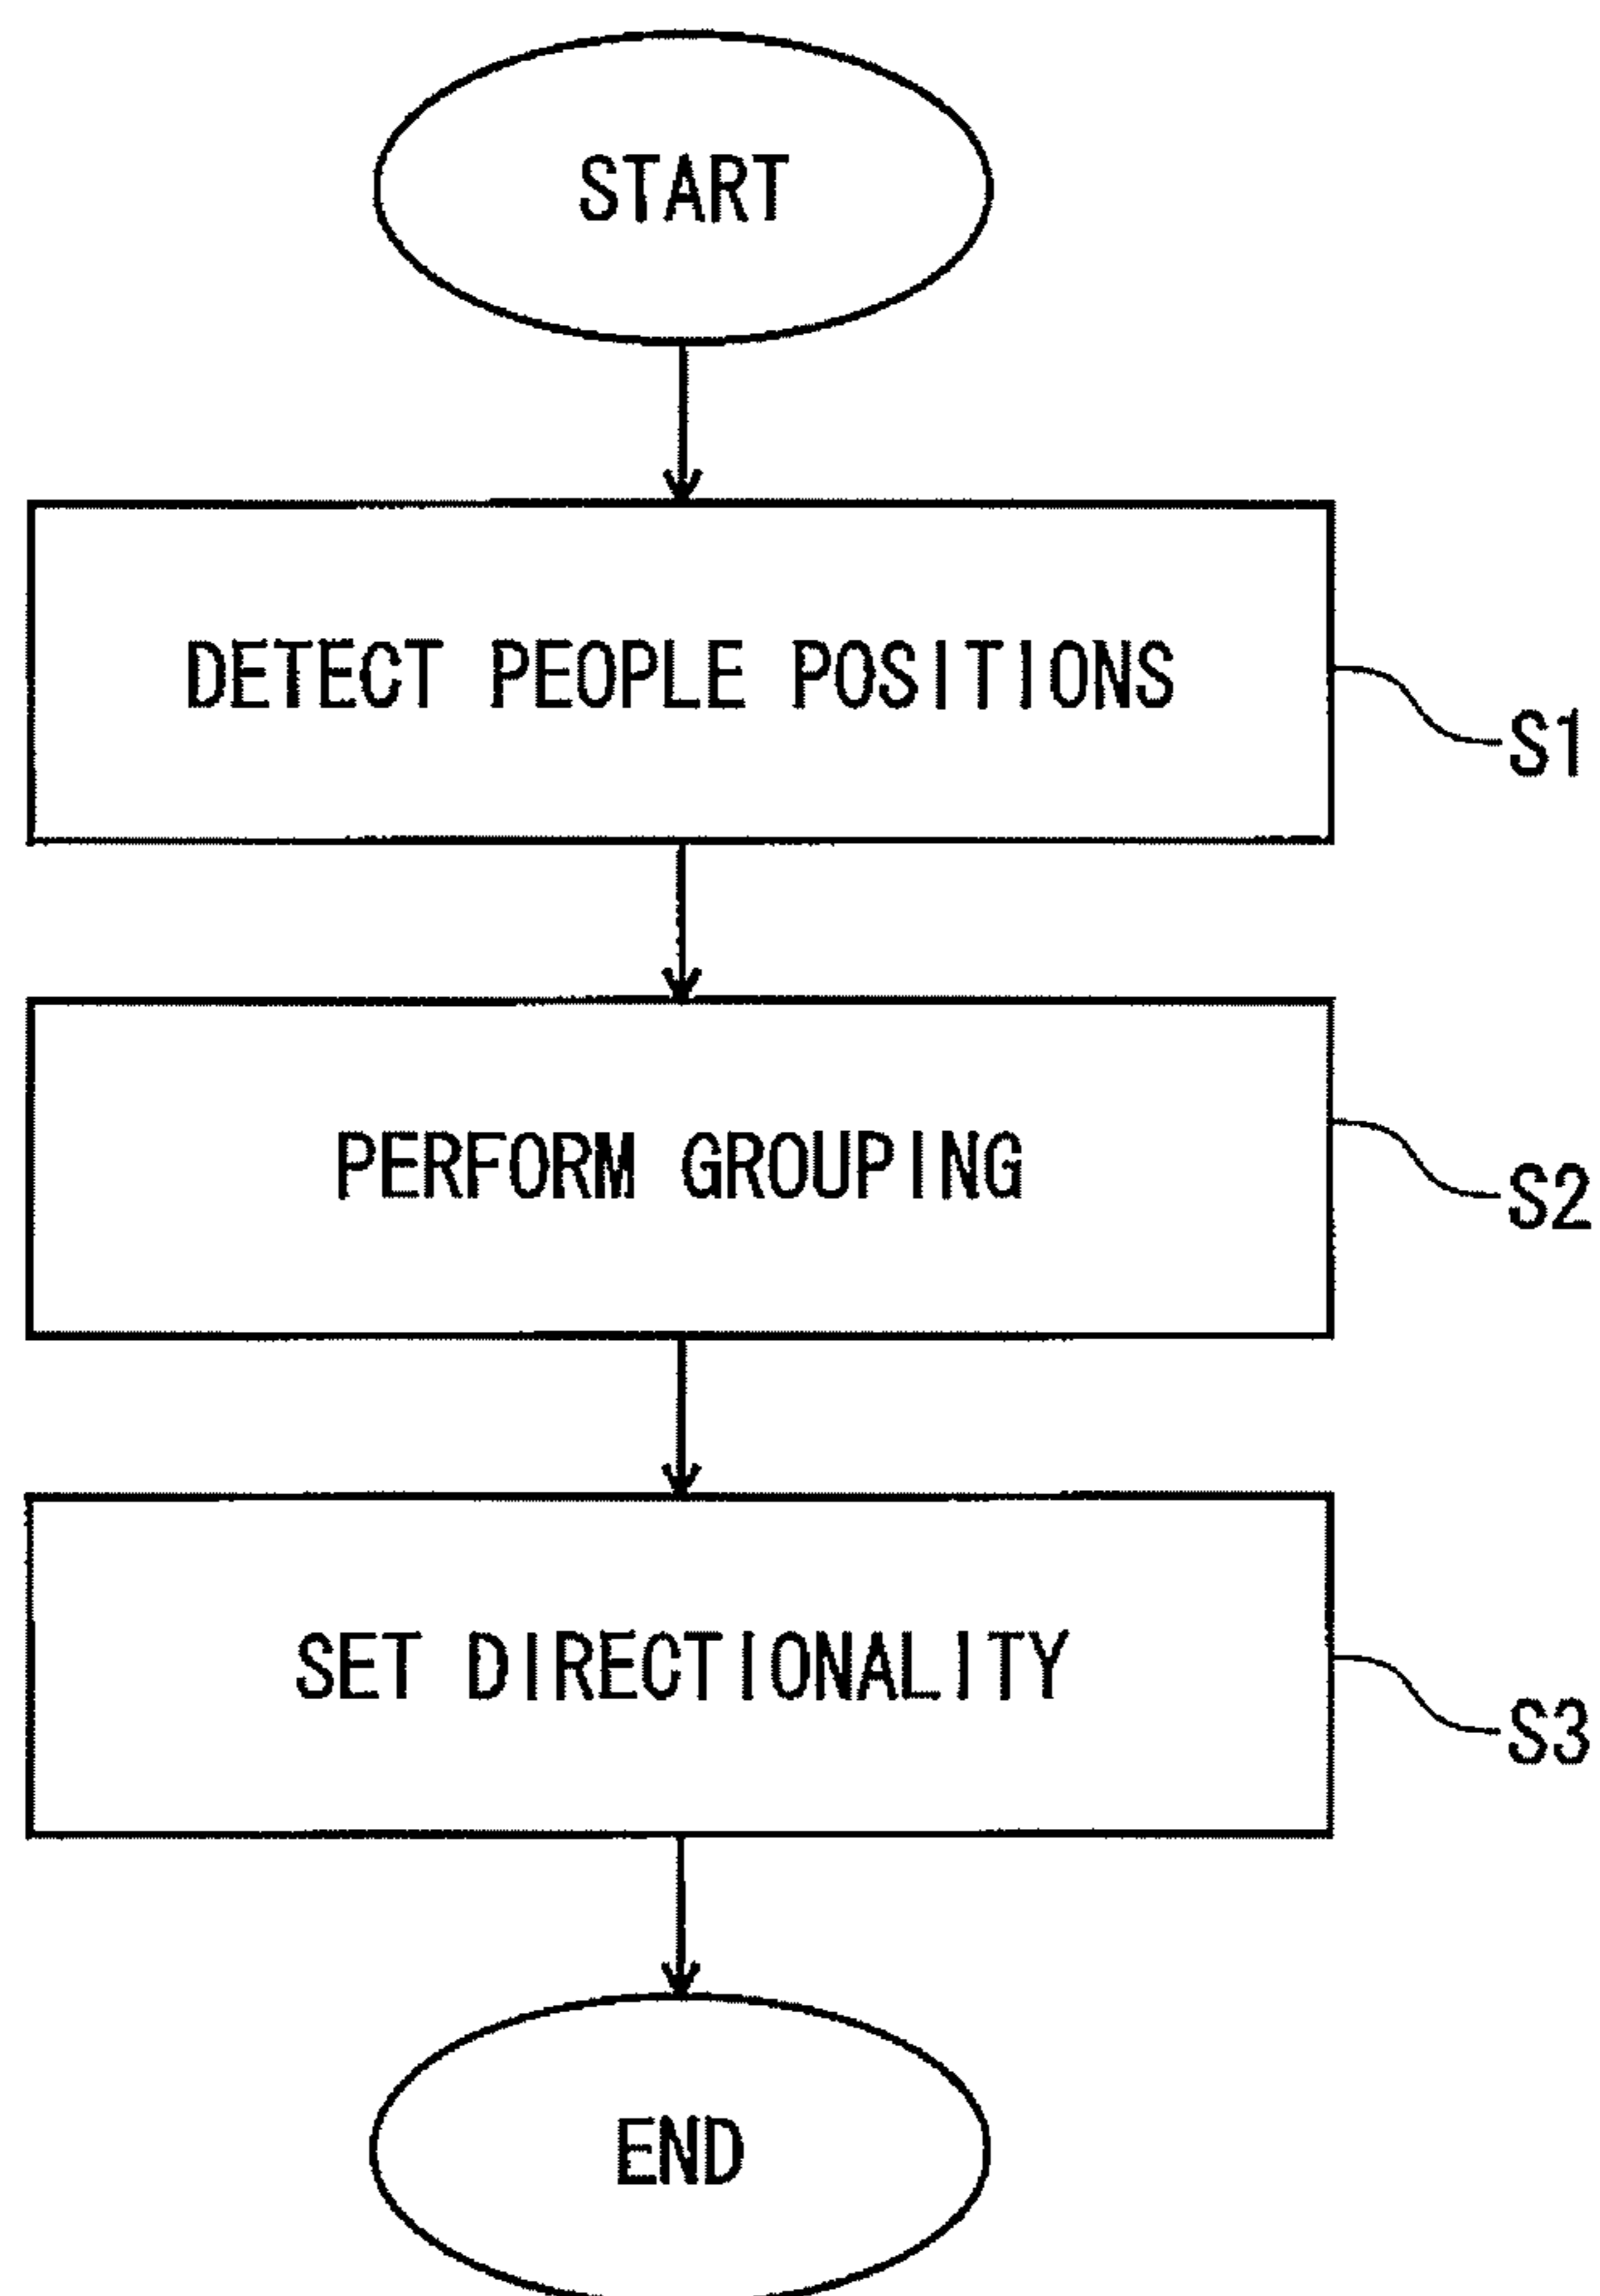 START
DETECT PEOPLE POSITIONS
S1
PERFORM GROUPING
S2
SET DIRECTIONALITY
S3
END